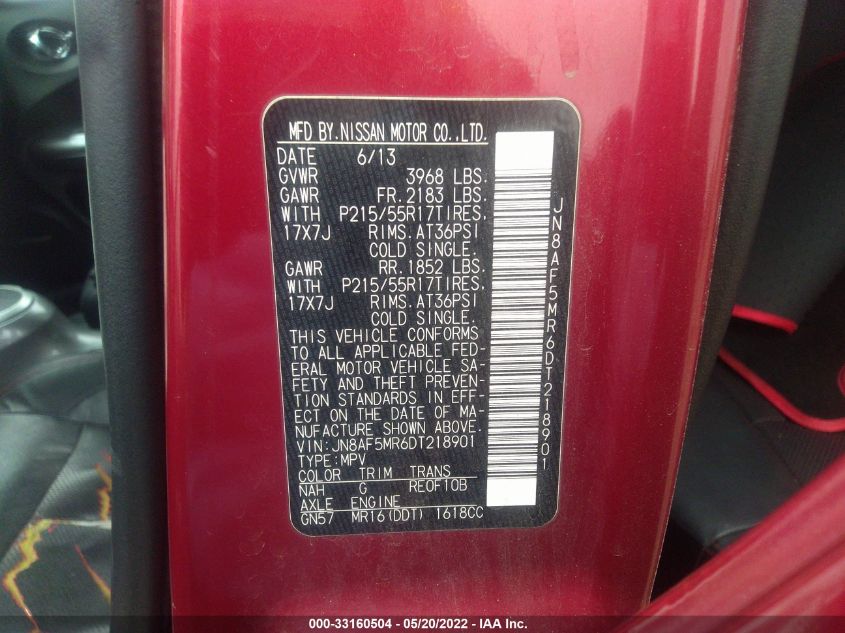 MFD BY.NISSAN MOTOR CO.,LTD.
DATE 6/13
GVWR 3968 LBS.
GAWR FR.2183 LBS.
WITH P215/55R17TIRES.
17X7J RIMS.AT36PSI
COLD SINGLE.
GAWR RR.1852 LBS.
WITH P215/55R17TIRES.
17X7J RIMS.AT36PSI
COLD SINGLE.
THIS VEHICLE CONFORMS
TO ALL APPLICABLE FED-
ERAL MOTOR VEHICLE SA-
FETY AND THEFT PREVEN-
TION STANDARDS IN EFF-
ECT ON THE DATE OF MA-
NUFACTURE SHOWN ABOVE.
VIN:JN8AF5MR6DT218901
TYPE:MPV
COLOR TRIM TRANS
NAH G RE0F10B
AXLE ENGINE
GN57 MR16(DDT) 1618CC
JN8AF5MR6DT218901
000-33160504 - 05/20/2022 - IAA Inc.